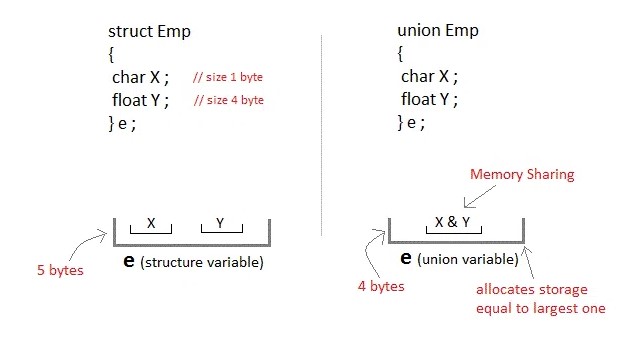 struct Emp
{
char X ; // size 1 byte
float Y ; // size 4 byte
} e ;
X Y
5 bytes
e (structure variable)
union Emp
{
char X ;
float Y ;
} e ;
Memory Sharing
X & Y
e (union variable)
4 bytes
allocates storage
equal to largest one